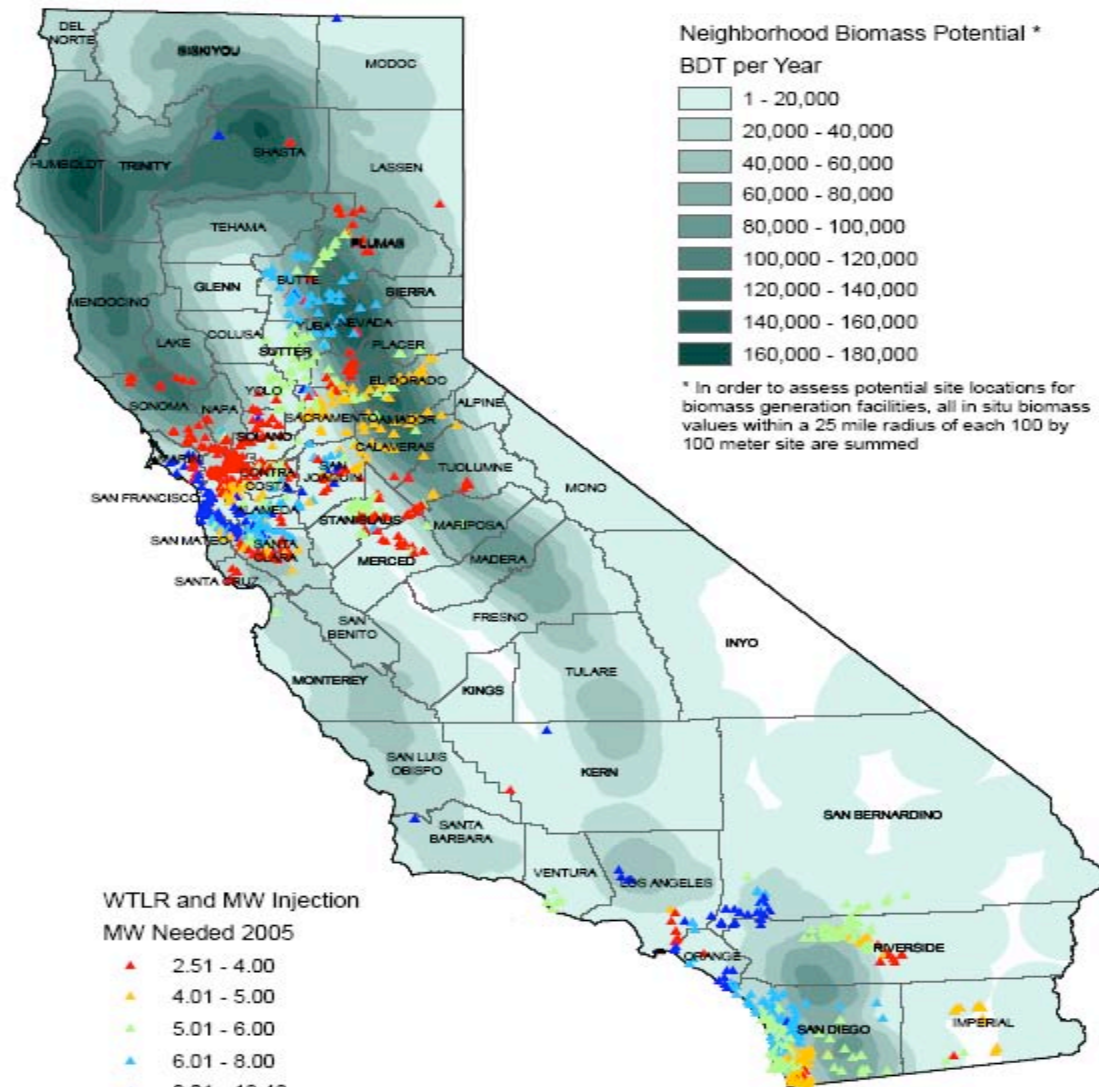 DEL
NORTE
SISKIYOU
MODOC
HUMBOLDT
TRINITY
SHASTA
LASSEN
TEHAMA
PLUMAS
GLENN
BUTTE
SIERRA
MENDOCINO
COLUSA
YUBA
NEVADA
LAKE
SUTTER
PLACER
YOLO
EL DORADO
SONOMA
NAPA
SACRAMENTO
AMADOR
ALPINE
SOLANO
CALAVERAS
CONTRA
COSTA
SAN
JOAQUIN
TUOLUMNE
MONO
SAN FRANCISCO
ALAMEDA
STANISLAUS
MARIPOSA
SAN MATEO
SANTA
CLARA
MERCED
MADERA
SANTA CRUZ
FRESNO
SAN
BENITO
INYO
MONTEREY
KINGS
TULARE
SAN LUIS
OBISPO
KERN
SAN BERNARDINO
SANTA
BARBARA
VENTURA
LOS ANGELES
ORANGE
RIVERSIDE
SAN DIEGO
IMPERIAL
Neighborhood Biomass Potential *
BDT per Year
1 - 20,000
20,000 - 40,000
40,000 - 60,000
60,000 - 80,000
80,000 - 100,000
100,000 - 120,000
120,000 - 140,000
140,000 - 160,000
160,000 - 180,000
* In order to assess potential site locations for
biomass generation facilities, all in situ biomass
values within a 25 mile radius of each 100 by
100 meter site are summed
WTLR and MW Injection
MW Needed 2005
2.51 - 4.00
4.01 - 5.00
5.01 - 6.00
6.01 - 8.00